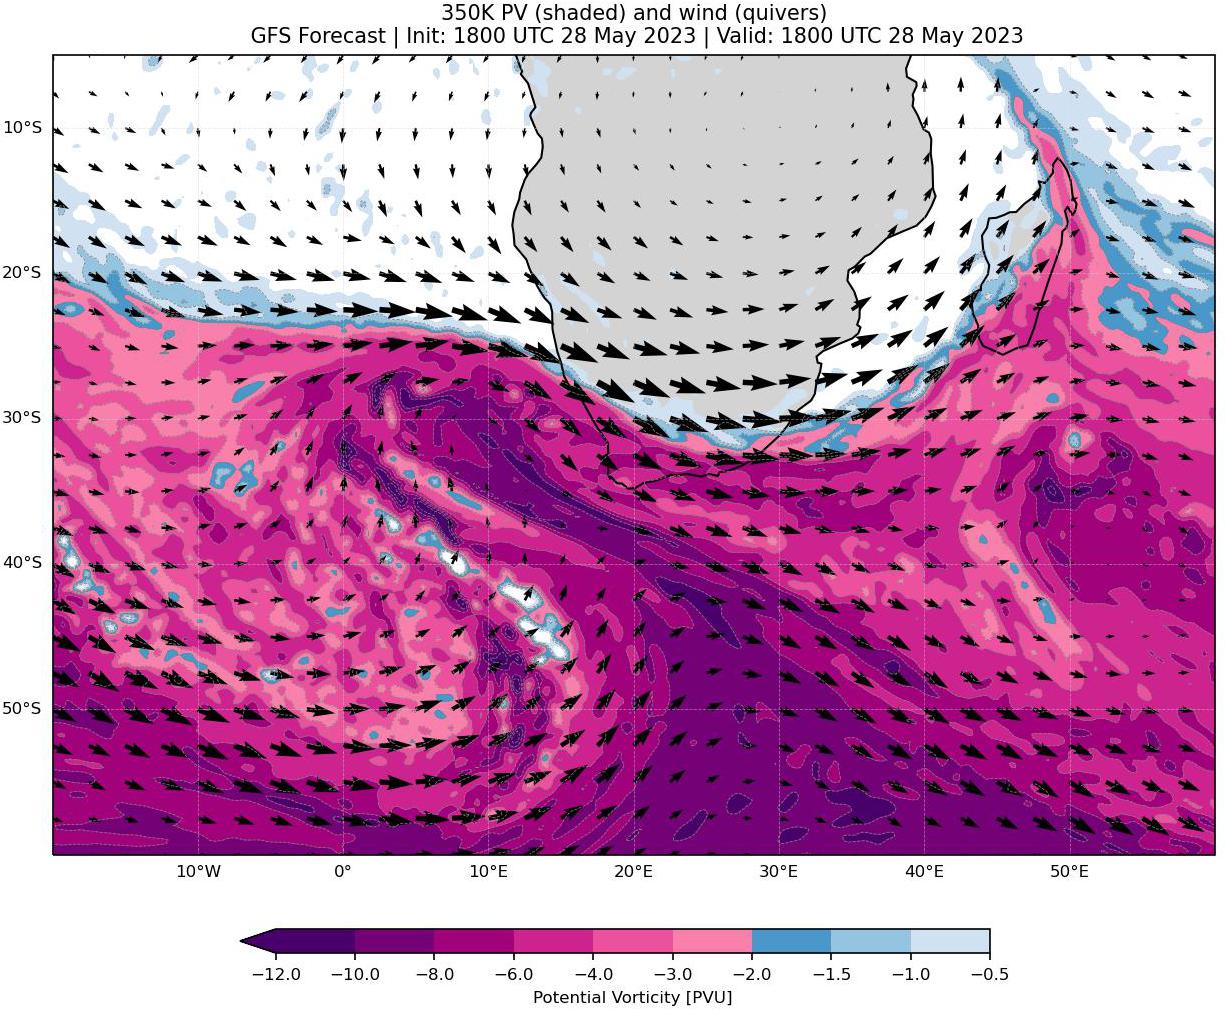 350K PV (shaded) and wind (quivers)
GFS Forecast | Init: 1800 UTC 28 May 2023 | Valid: 1800 UTC 28 May 2023
10°S
20°S
30°S
40°S
50°S
10°W 0° 10°E 20°E 30°E 40°E 50°E
−12.0 −10.0 −8.0 −6.0 −4.0 −3.0 −2.0 −1.5 −1.0 −0.5
Potential Vorticity [PVU]